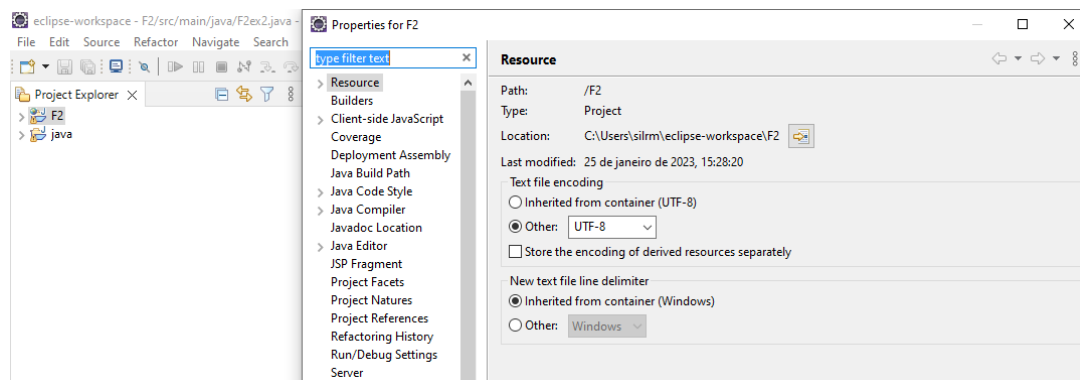 eclipse-workspace - F2/src/main/java/F2ex2.java -
File Edit Source Refactor Navigate Search
Project Explorer
F2
java
Properties for F2
type filter text
Resource
Builders
Client-side JavaScript
Coverage
Deployment Assembly
Java Build Path
Java Code Style
Java Compiler
Javadoc Location
Java Editor
JSP Fragment
Project Facets
Project Natures
Project References
Refactoring History
Run/Debug Settings
Server
Resource
Path: /F2
Type: Project
Location: C:\Users\silrm\eclipse-workspace\F2
Last modified: 25 de janeiro de 2023, 15:28:20
Text file encoding
Inherited from container (UTF-8)
Other: UTF-8
Store the encoding of derived resources separately
New text file line delimiter
Inherited from container (Windows)
Other: Windows